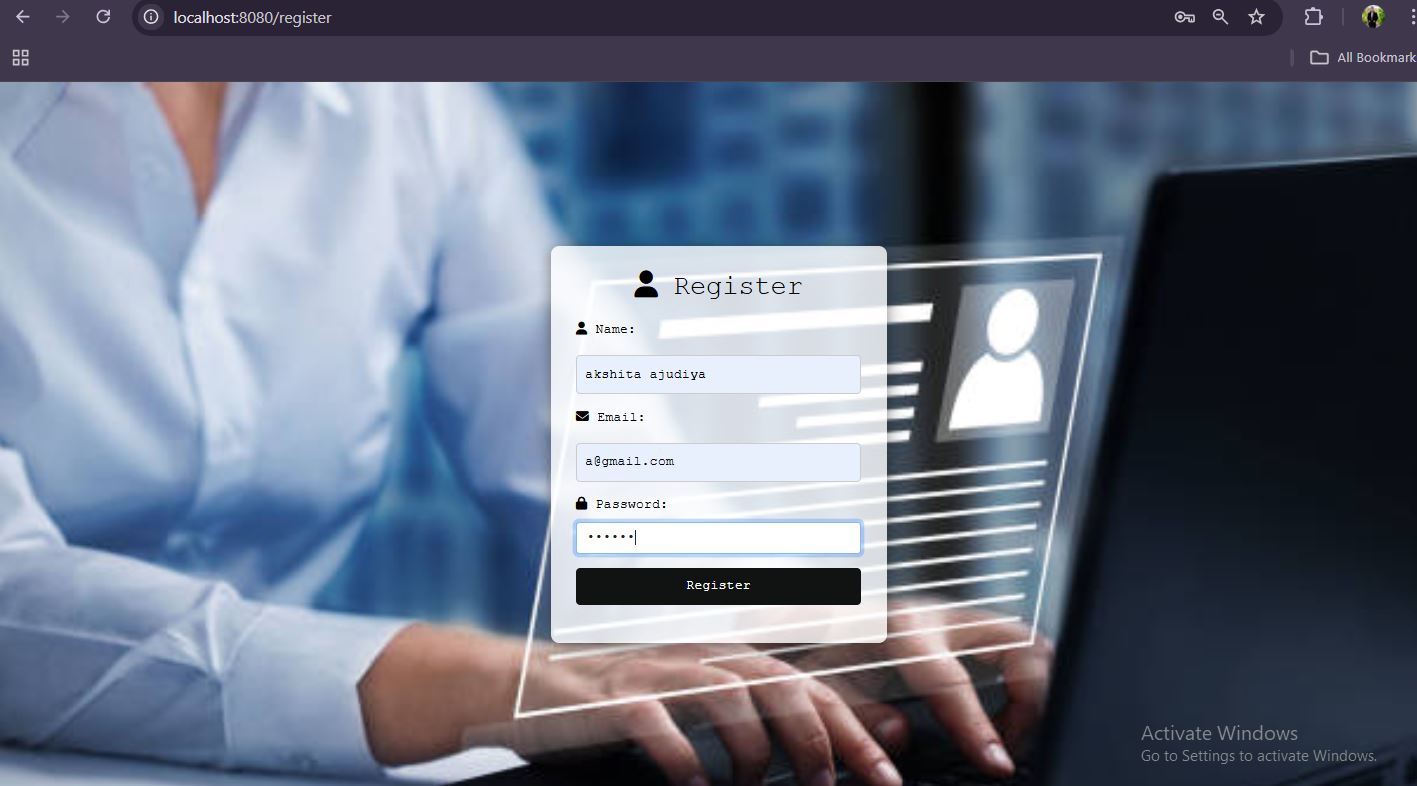 localhost:8080/register
All Bookmark
Register
Name:
akshita ajudiya
Email:
a@gmail.com
Password:
••••••
Register
Activate Windows
Go to Settings to activate Windows.